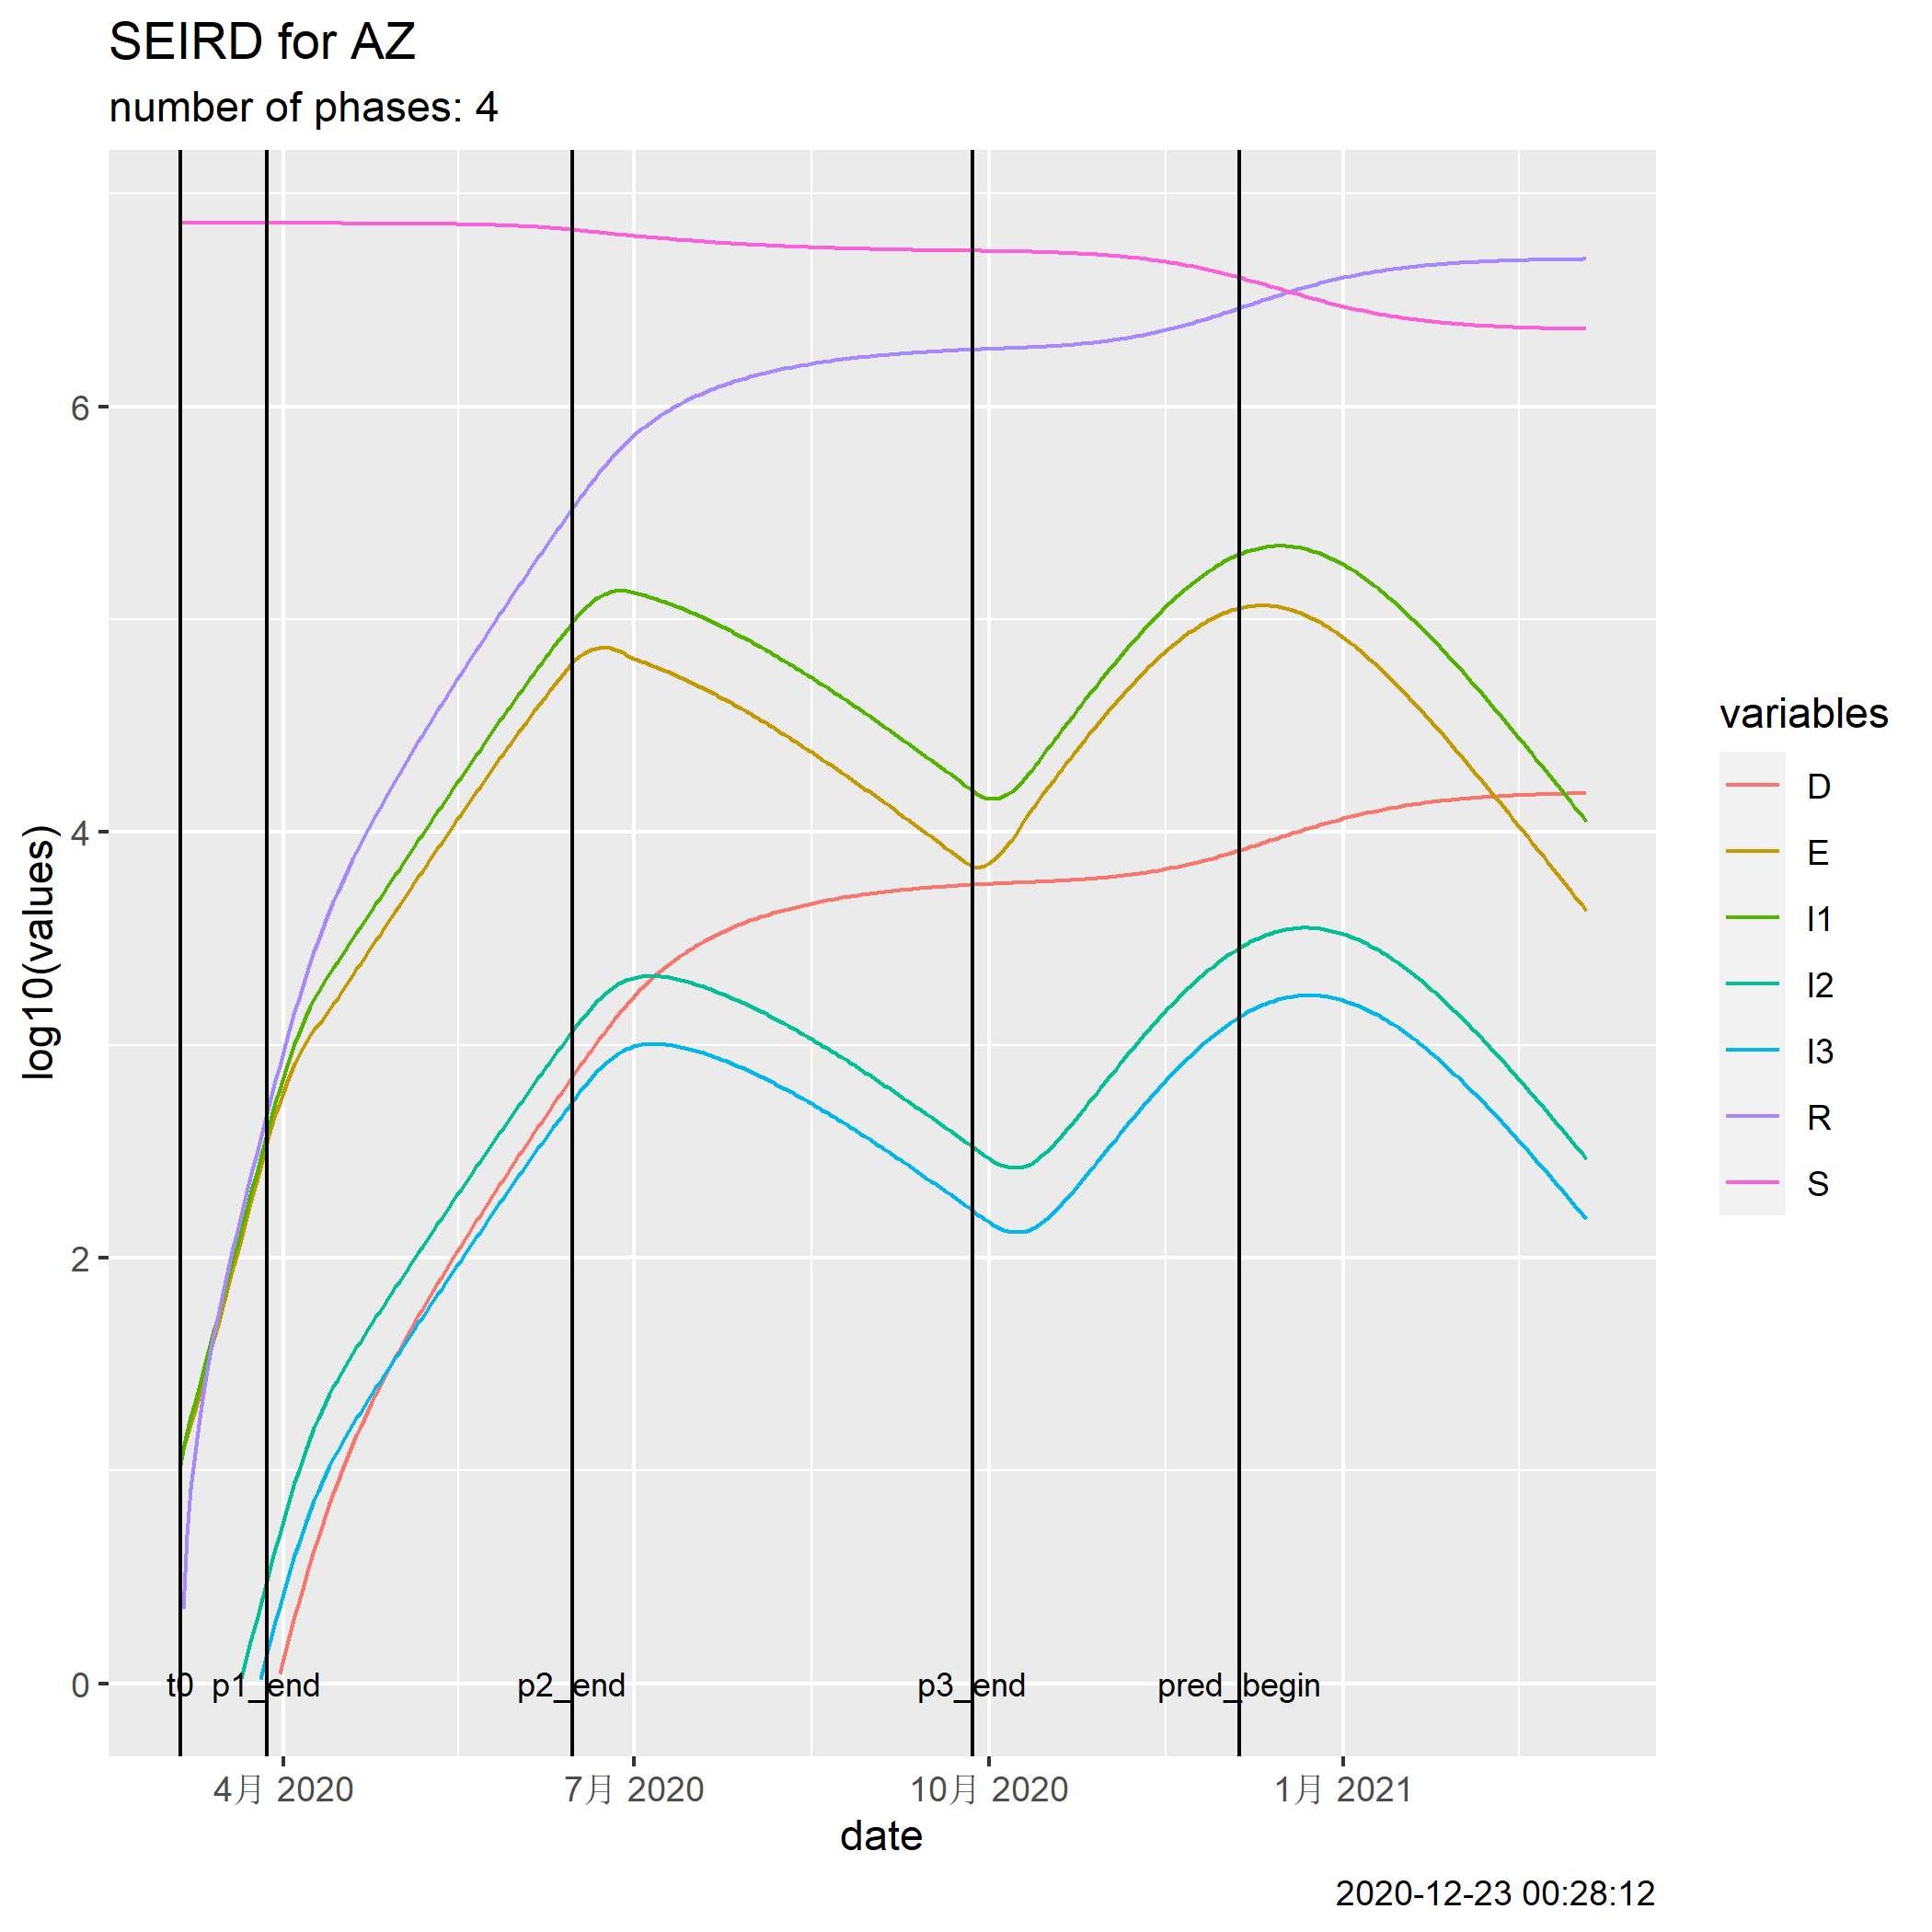 SEIRD for AZ
number of phases: 4
log10(values)
6
4
2
0
t0 p1_end p2_end p3_end pred_begin
4月 2020 7月 2020 10月 2020 1月 2021
date
variables
D
E
I1
I2
I3
R
S
2020-12-23 00:28:12